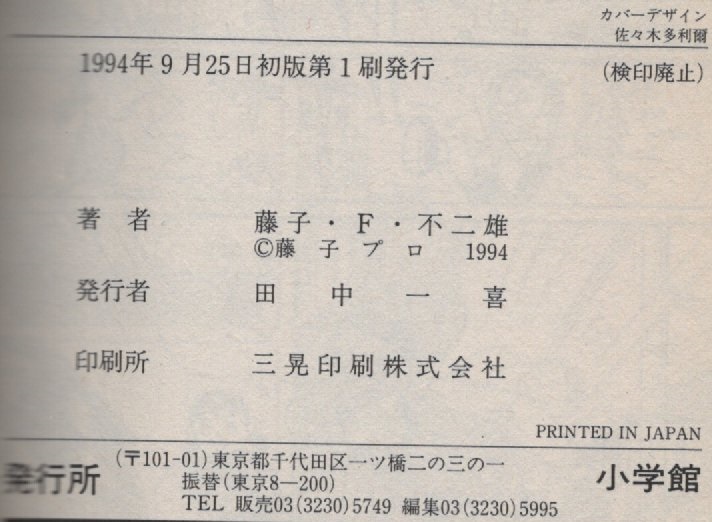 カバーデザイン
佐々木多利爾
1994年9月25日初版第1刷発行
(検印廃止)
著者 藤子・F・不二雄
©藤子プロ 1994
発行者 田中一喜
印刷所 三晃印刷株式会社
PRINTED IN JAPAN
発行所 (〒101-01)東京都千代田区一ツ橋二の三の一 小学館
振替(東京8—200)
TEL 販売03(3230)5749 編集03(3230)5995